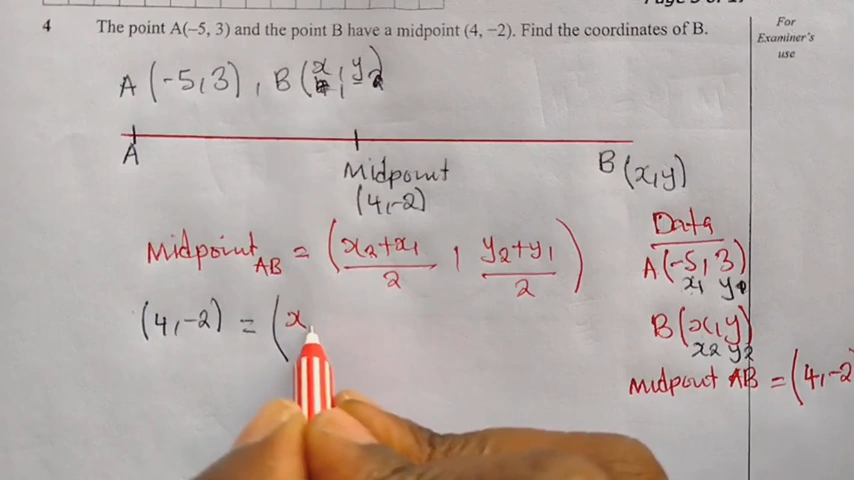 4 The point A(–5, 3) and the point B have a midpoint (4, –2). Find the coordinates of B.
For
Examiner's
use
A (-5, 3) , B (x, y)
A
Midpoint
(4, -2)
B (x, y)
Midpoint AB = (x2+x1/2 , y2+y1/2)
(4, -2) = (x
Data
A(-5, 3)
x1 y1
B(x, y)
x2 y2
Midpoint AB = (4, -2